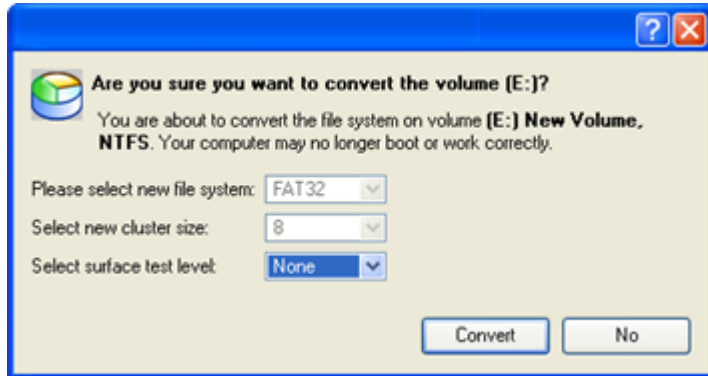 ?
Are you sure you want to convert the volume (E:)?
You are about to convert the file system on volume (E:) New Volume,
NTFS. Your computer may no longer boot or work correctly.
Please select new file system: FAT32
Select new cluster size: 8
Select surface test level: None
Convert No